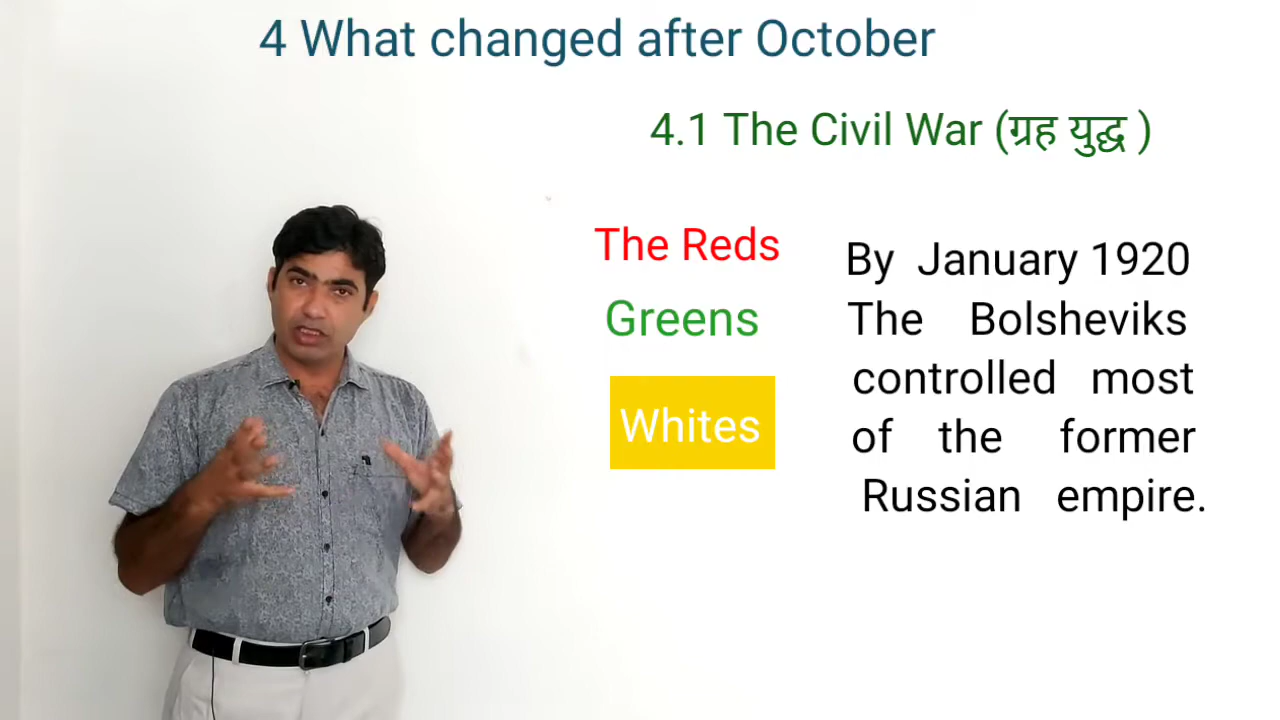 4 What changed after October
4.1 The Civil War (ग्रह युद्ध )
The Reds
Greens
Whites
By January 1920
The Bolsheviks
controlled most
of the former
Russian empire.